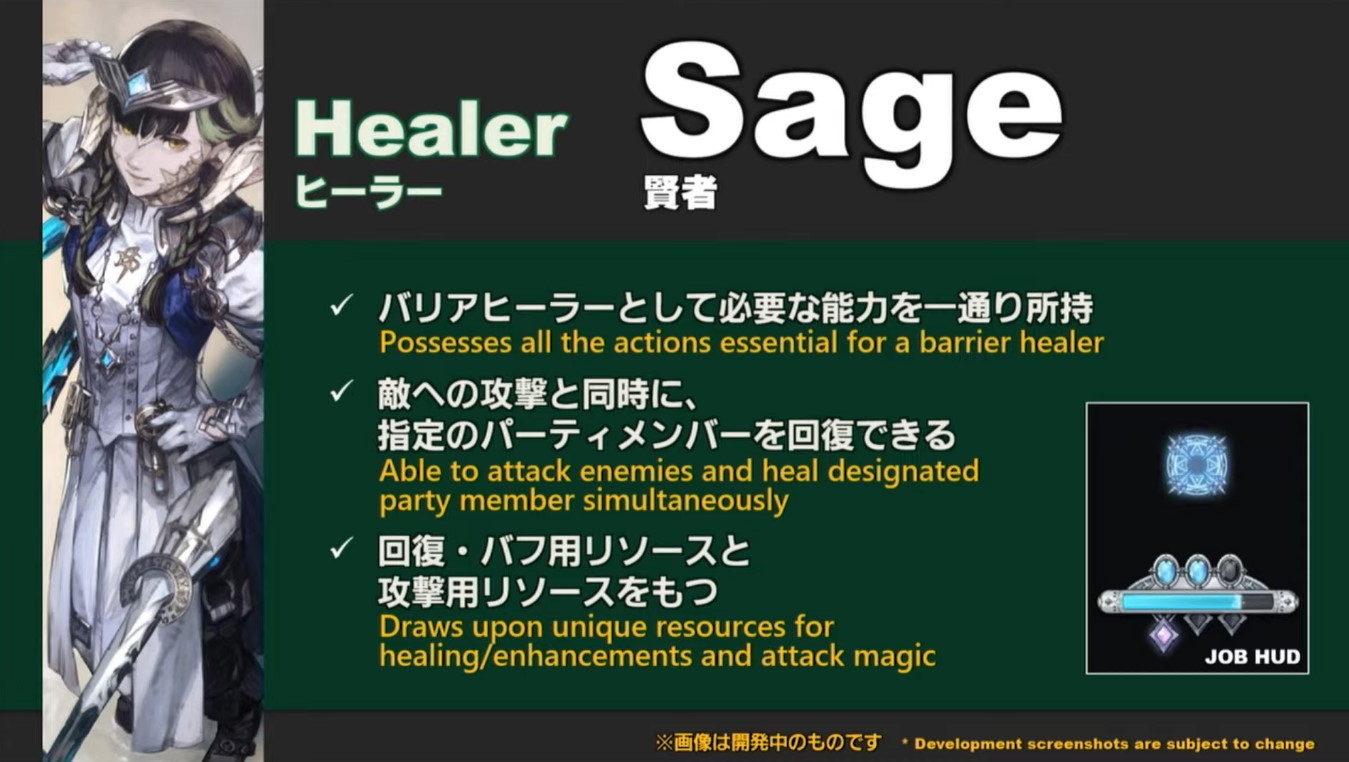 Healer
ヒーラー
Sage
賢者
✓ バリアヒーラーとして必要な能力を一通り所持
Possesses all the actions essential for a barrier healer
✓ 敵への攻撃と同時に、
指定のパーティメンバーを回復できる
Able to attack enemies and heal designated
party member simultaneously
✓ 回復・バフ用リソースと
攻撃用リソースをもつ
Draws upon unique resources for
healing/enhancements and attack magic
JOB HUD
※画像は開発中のものです * Development screenshots are subject to change